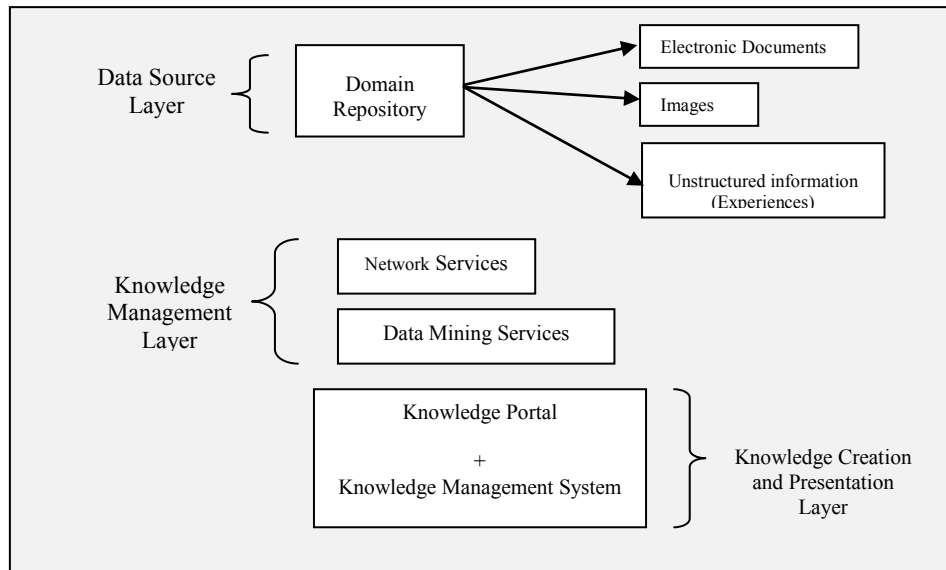 Data Source
Layer
Domain
Repository
Electronic Documents
Images
Unstructured information
(Experiences)
Knowledge
Management
Layer
Network Services
Data Mining Services
Knowledge Portal
+
Knowledge Management System
Knowledge Creation
and Presentation
Layer